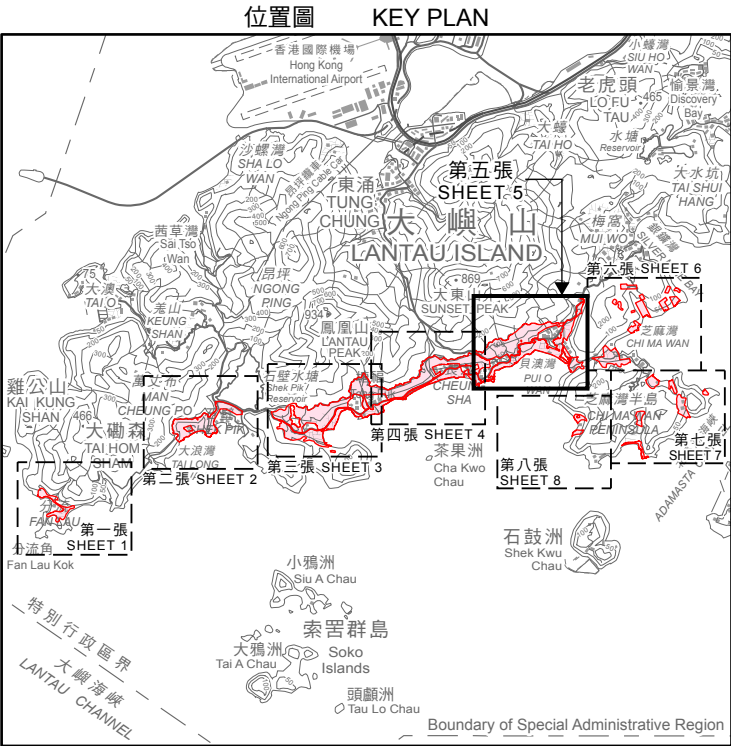 位置圖 KEY PLAN
香港國際機場
Hong Kong
International Airport
小蠔灣
SIU HO
WAN
老虎頭
LO FU
TAU
465
愉景灣
Discovery
Bay
水塘
Reservoir
大蠔
TAI HO
大水坑
TAI SHUI
HANG
沙螺灣
SHA LO
WAN
昂坪纜車
Ngong Ping Cable Car
東涌
TUNG
CHUNG
第五張
SHEET 5
大嶼山
LANTAU ISLAND
梅窩
MUI WO
銀鑛灣
SILVER
BAY
茜草灣
Sai Tso
Wan
75
大澳
TAI O
羗山
KEUNG
SHAN
昂坪
NGONG
PING
934
鳳凰山
LANTAU
PEAK
869
大東山
SUNSET PEAK
第六張 SHEET 6
芝麻灣
CHI MA WAN
雞公山
KAI KUNG
SHAN
466
萬丈布
MAN
CHEUNG PO
石壁水塘
Shek Pik
Reservoir
CHEUNG
SHA
貝澳灣
PUI O
WAN
大磡森
TAI HOM
SHAM
大浪灣
TAI LONG
第二張 SHEET 2
第三張 SHEET 3
第四張 SHEET 4
茶果洲
Cha Kwo
Chau
芝麻灣半島
CHI MA WAN
PENINSULA
第七張
SHEET 7
第八張
SHEET 8
ADAMASTA
FAN LAU
第一張
SHEET 1
分流角
Fan Lau Kok
石鼓洲
Shek Kwu
Chau
小鴉洲
Siu A Chau
索罟群島
Soko
Islands
大鴉洲
Tai A Chau
頭顱洲
Tau Lo Chau
特別行政區界
大嶼海峽
LANTAU CHANNEL
Boundary of Special Administrative Region